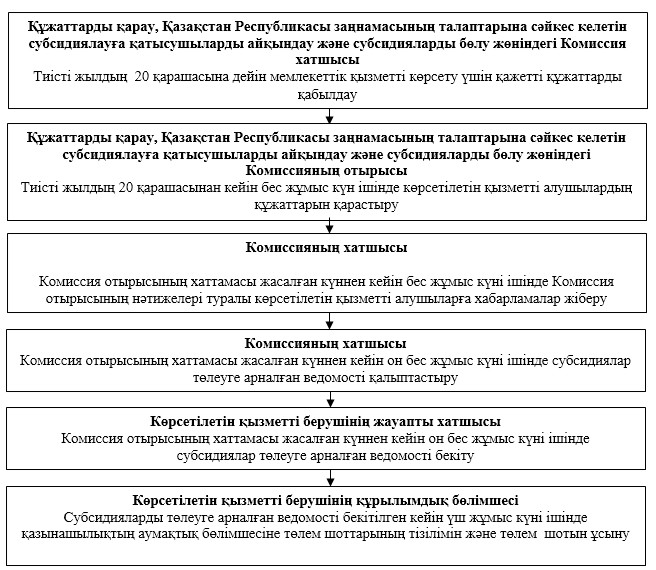 Құжаттарды қарау, Қазақстан Республикасы заңнамасының талаптарына сәйкес келетін
субсидиялауға қатысушыларды айқындау және субсидияларды бөлу жөніндегі Комиссия
хатшысы
Тиісті жылдың 20 қарашасына дейін мемлекеттік қызметті көрсету үшін қажетті құжаттарды
қабылдау
Құжаттарды қарау, Қазақстан Республикасы заңнамасының талаптарына сәйкес келетін
субсидиялауға қатысушыларды айқындау және субсидияларды бөлу жөніндегі
Комиссияның отырысы
Тиісті жылдың 20 қарашасынан кейін бес жұмыс күн ішінде көрсетілетін қызметті алушылардың
құжаттарын қарастыру
Комиссияның хатшысы
Комиссия отырысының хаттамасы жасалған күннен кейін бес жұмыс күні ішінде Комиссия
отырысының нәтижелері туралы көрсетілетін қызметті алушыларға хабарламалар жіберу
Комиссияның хатшысы
Комиссия отырысының хаттамасы жасалған күннен кейін он бес жұмыс күні ішінде субсидиялар
төлеуге арналған ведомості қалыптастыру
Көрсетілетін қызметті берушінің жауапты хатшысы
Комиссия отырысының хаттамасы жасалған күннен кейін он бес жұмыс күні ішінде
субсидиялар төлеуге арналған ведомості бекіту
Көрсетілетін қызметті берушінің құрылымдық бөлімшесі
Субсидияларды төлеуге арналған ведомості бекітілген кейін үш жұмыс күні ішінде
қазынашылықтың аумақтық бөлімшесіне төлем шоттарының тізілімін және төлем шотын ұсыну